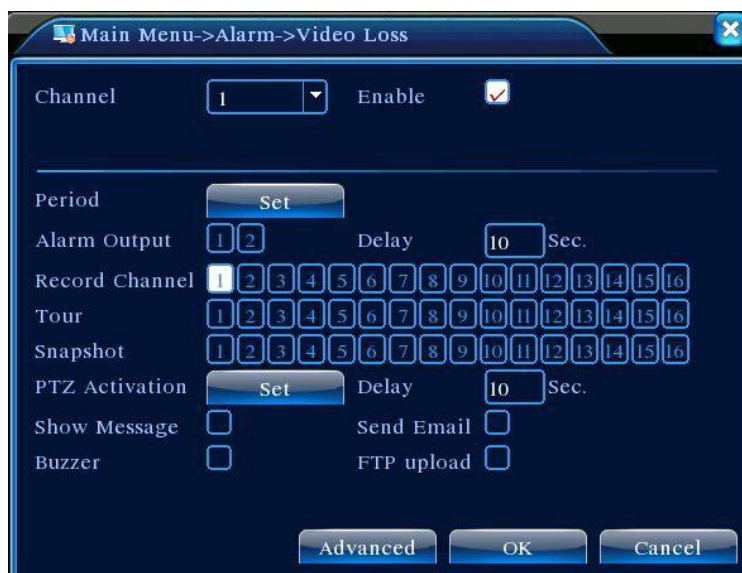 Main Menu->Alarm->Video Loss
Channel 1 Enable
Period Set
Alarm Output 1 2 Delay 10 Sec.
Record Channel 1 2 3 4 5 6 7 8 9 10 11 12 13 14 15 16
Tour 1 2 3 4 5 6 7 8 9 10 11 12 13 14 15 16
Snapshot 1 2 3 4 5 6 7 8 9 10 11 12 13 14 15 16
PTZ Activation Set Delay 10 Sec.
Show Message Send Email
Buzzer FTP upload
Advanced OK Cancel